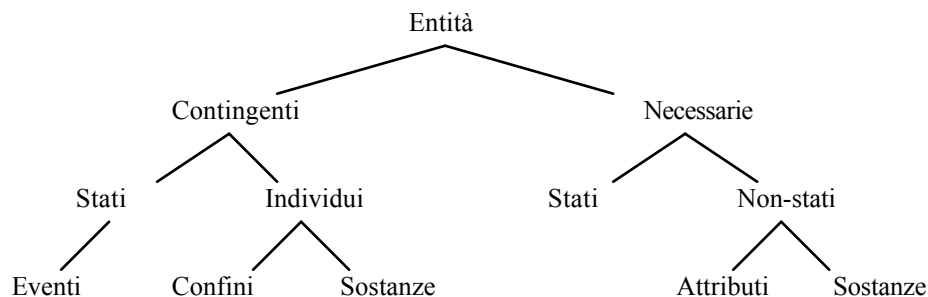 Entità
Contingenti Necessarie
Stati Individui Stati Non-stati
Eventi Confini Sostanze Attributi Sostanze